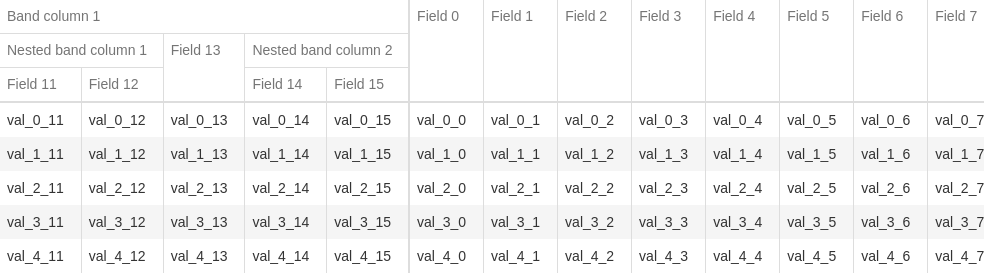 Band column 1 Field 0 Field 1 Field 2 Field 3 Field 4 Field 5 Field 6 Field 7
Nested band column 1 Field 13 Nested band column 2
Field 11 Field 12 Field 14 Field 15
val_0_11 val_0_12 val_0_13 val_0_14 val_0_15 val_0_0 val_0_1 val_0_2 val_0_3 val_0_4 val_0_5 val_0_6 val_0_7
val_1_11 val_1_12 val_1_13 val_1_14 val_1_15 val_1_0 val_1_1 val_1_2 val_1_3 val_1_4 val_1_5 val_1_6 val_1_7
val_2_11 val_2_12 val_2_13 val_2_14 val_2_15 val_2_0 val_2_1 val_2_2 val_2_3 val_2_4 val_2_5 val_2_6 val_2_7
val_3_11 val_3_12 val_3_13 val_3_14 val_3_15 val_3_0 val_3_1 val_3_2 val_3_3 val_3_4 val_3_5 val_3_6 val_3_7
val_4_11 val_4_12 val_4_13 val_4_14 val_4_15 val_4_0 val_4_1 val_4_2 val_4_3 val_4_4 val_4_5 val_4_6 val_4_7